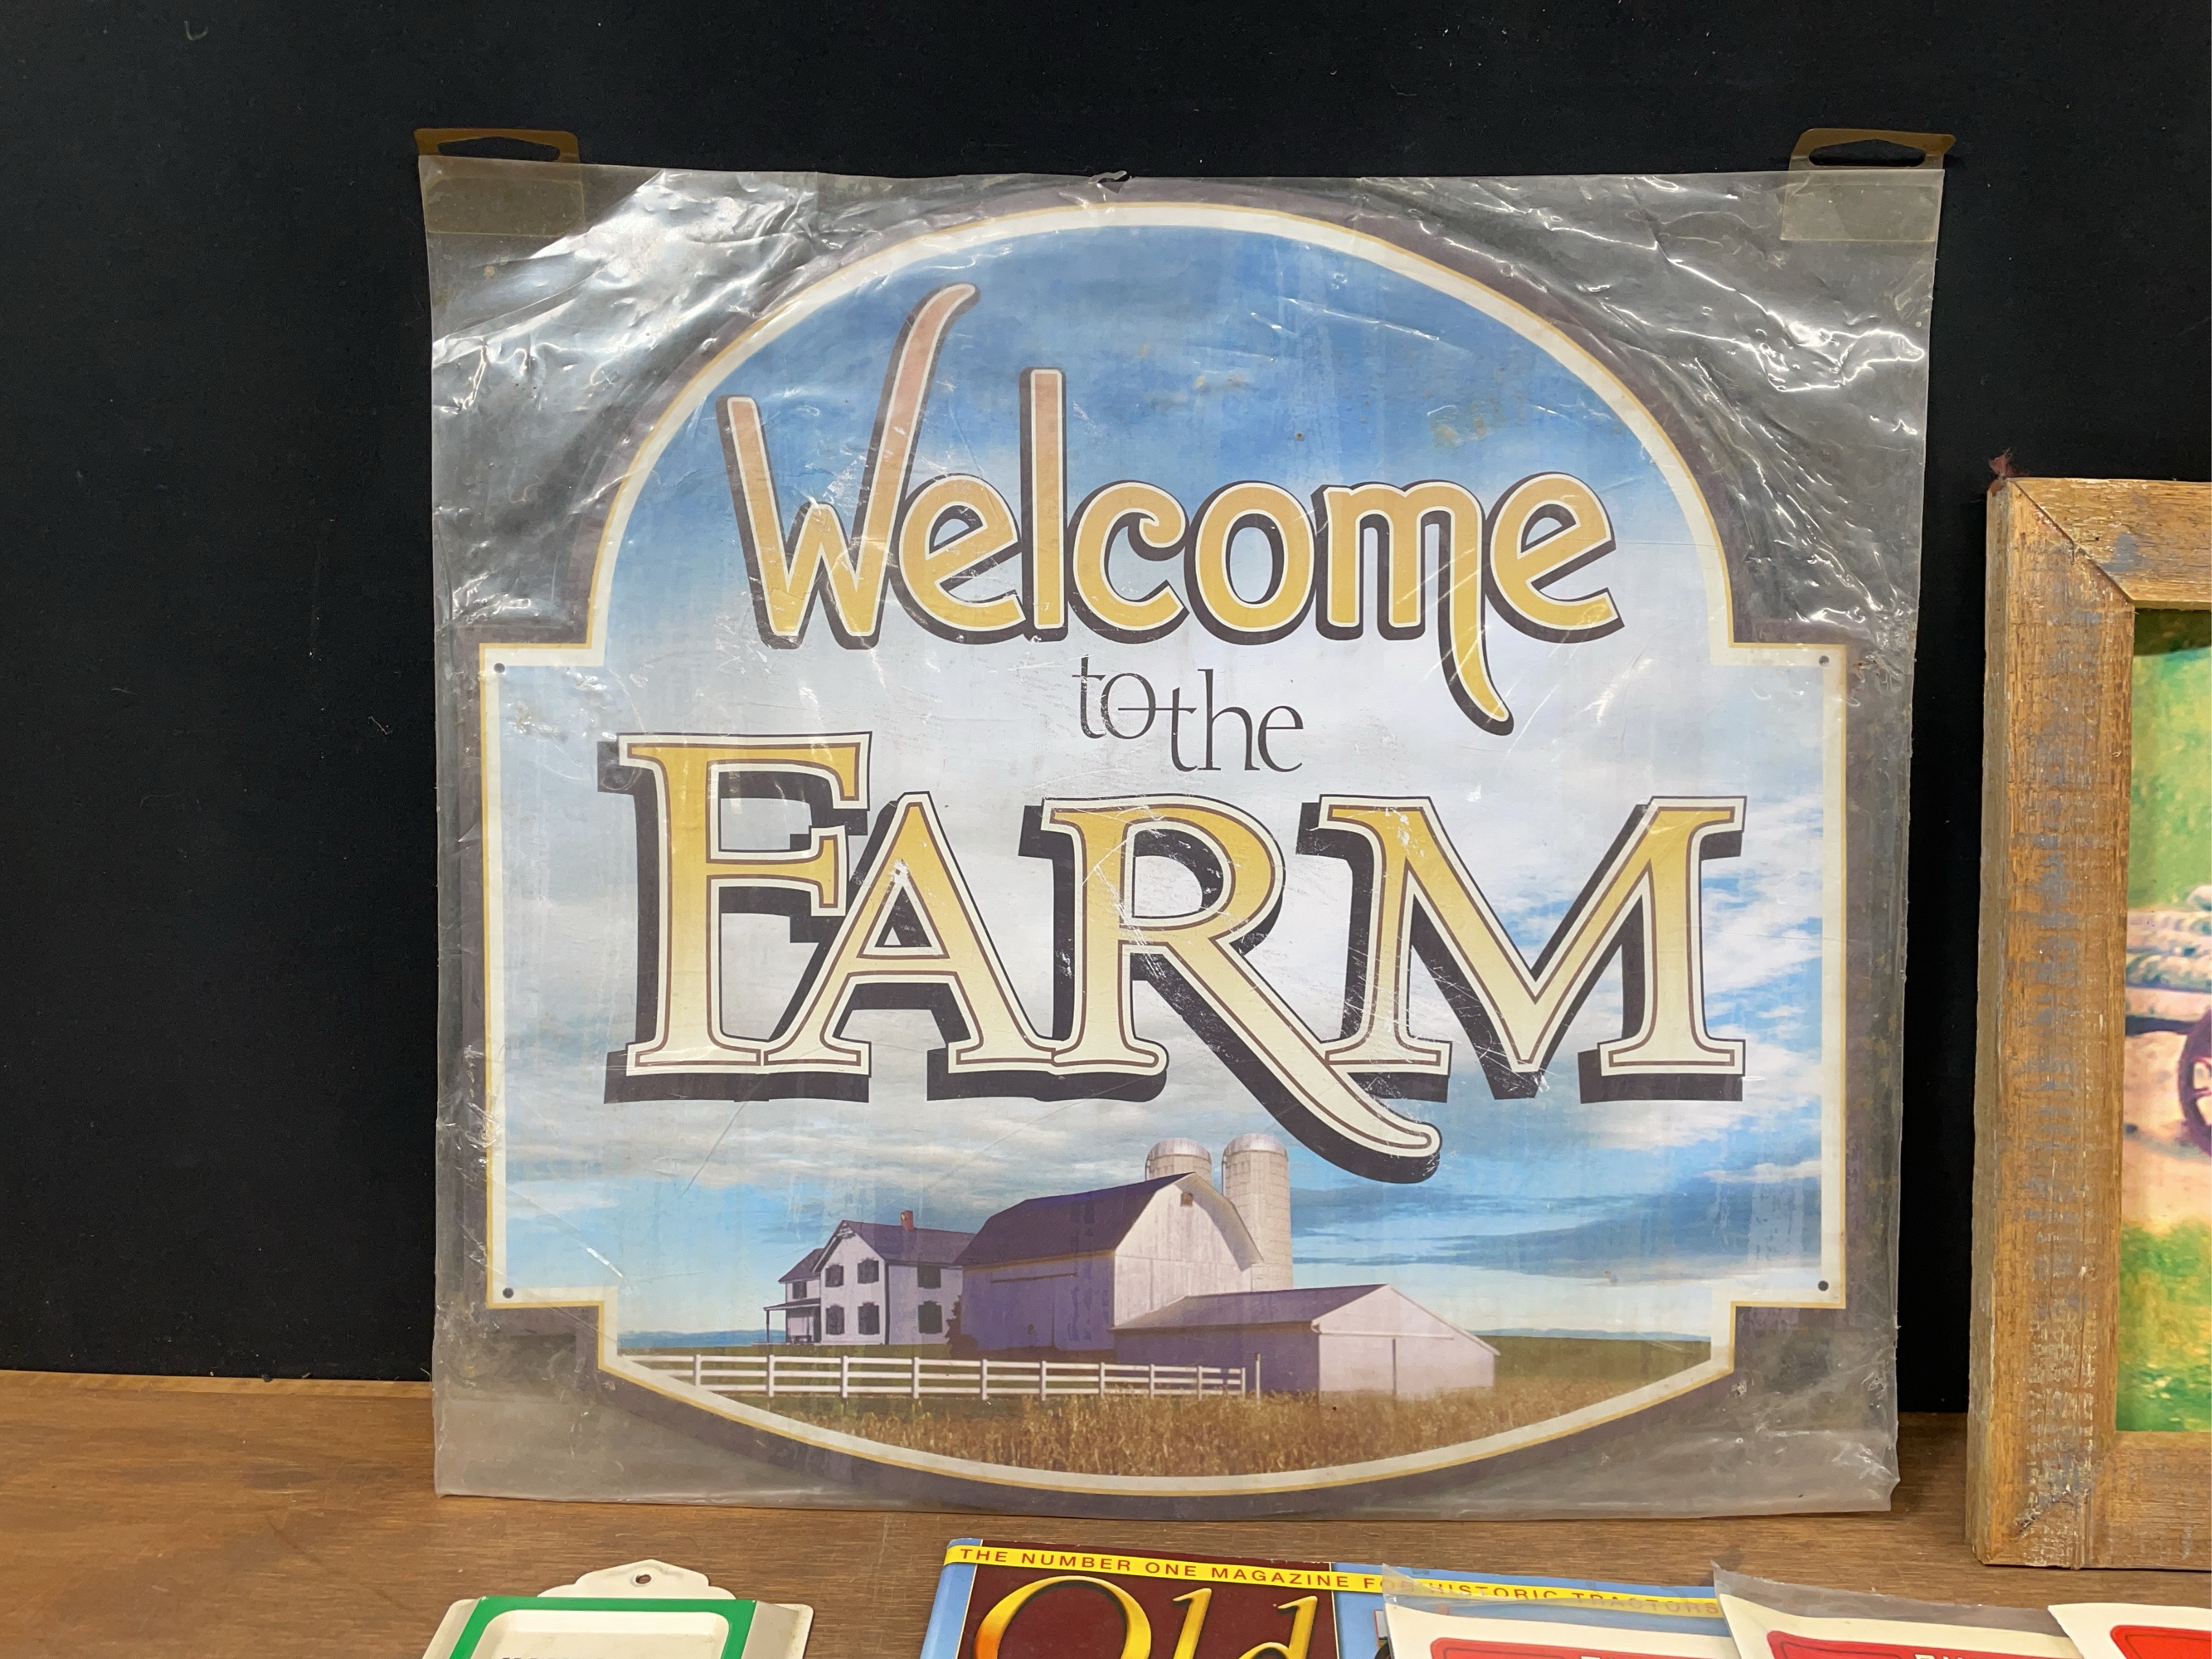 Welcome
to the
FARM
THE NUMBER ONE MAGAZINE FOR HISTORIC TRACTORS
Old